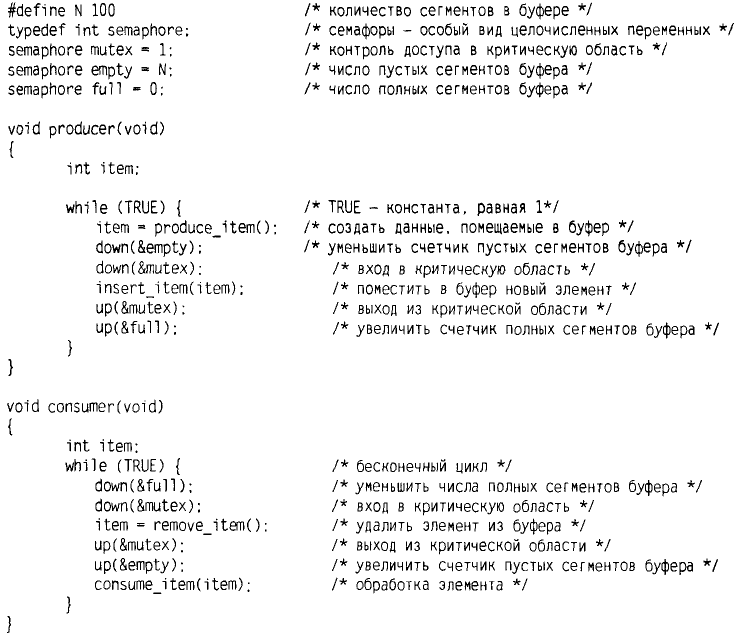 #define N 100 /* количество сегментов в буфере */
typedef int semaphore; /* семафоры – особый вид целочисленных переменных */
semaphore mutex = 1; /* контроль доступа в критическую область */
semaphore empty = N; /* число пустых сегментов буфера */
semaphore full = 0; /* число полных сегментов буфера */
void producer(void)
{
int item;
while (TRUE) { /* TRUE – константа, равная 1*/
item = produce_item(); /* создать данные, помещаемые в буфер */
down(&empty); /* уменьшить счетчик пустых сегментов буфера */
down(&mutex); /* вход в критическую область */
insert_item(item); /* поместить в буфер новый элемент */
up(&mutex); /* выход из критической области */
up(&full); /* увеличить счетчик полных сегментов буфера */
}
}
void consumer(void)
{
int item;
while (TRUE) { /* бесконечный цикл */
down(&full); /* уменьшить числа полных сегментов буфера */
down(&mutex); /* вход в критическую область */
item = remove_item(); /* удалить элемент из буфера */
up(&mutex); /* выход из критической области */
up(&empty); /* увеличить счетчик пустых сегментов буфера */
consume_item(item); /* обработка элемента */
}
}